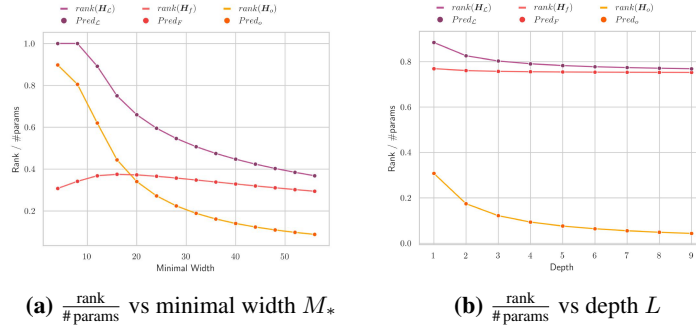 rank(H_ℒ) rank(H_f) rank(H_o)
Pred_ℒ Pred_F Pred_o
1.0
0.8
0.6
0.4
0.2
Rank / #params
10 20 30 40 50
Minimal Width
(a) rank/# params vs minimal width M_*
rank(H_ℒ) rank(H_f) rank(H_o)
Pred_ℒ Pred_F Pred_o
0.8
0.6
0.4
0.2
0.0
Rank / #params
1 2 3 4 5 6 7 8 9
Depth
(b) rank/# params vs depth L